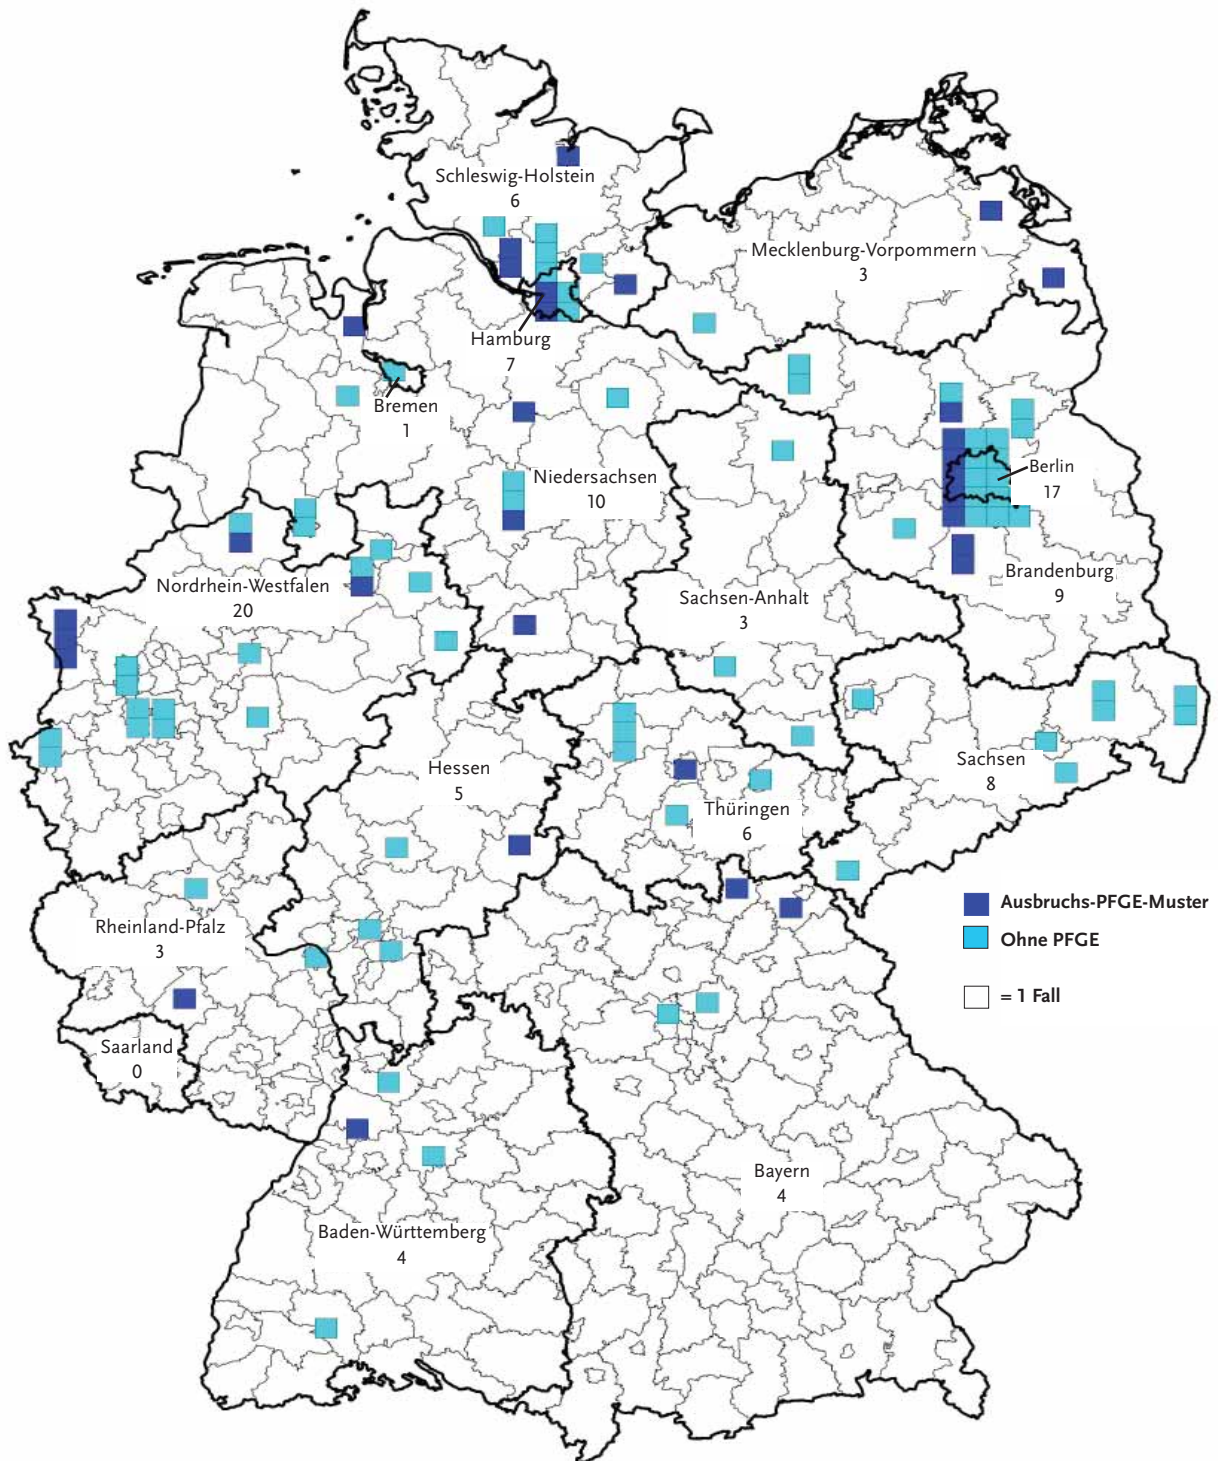 Schleswig-Holstein
6
Mecklenburg-Vorpommern
3
Hamburg
7
Bremen
1
Niedersachsen
10
Berlin
17
Brandenburg
9
Nordrhein-Westfalen
20
Sachsen-Anhalt
3
Hessen
5
Sachsen
8
Thüringen
6
Rheinland-Pfalz
3
Saarland
0
Bayern
4
Baden-Württemberg
4
Ausbruchs-PFGE-Muster
Ohne PFGE
= 1 Fall